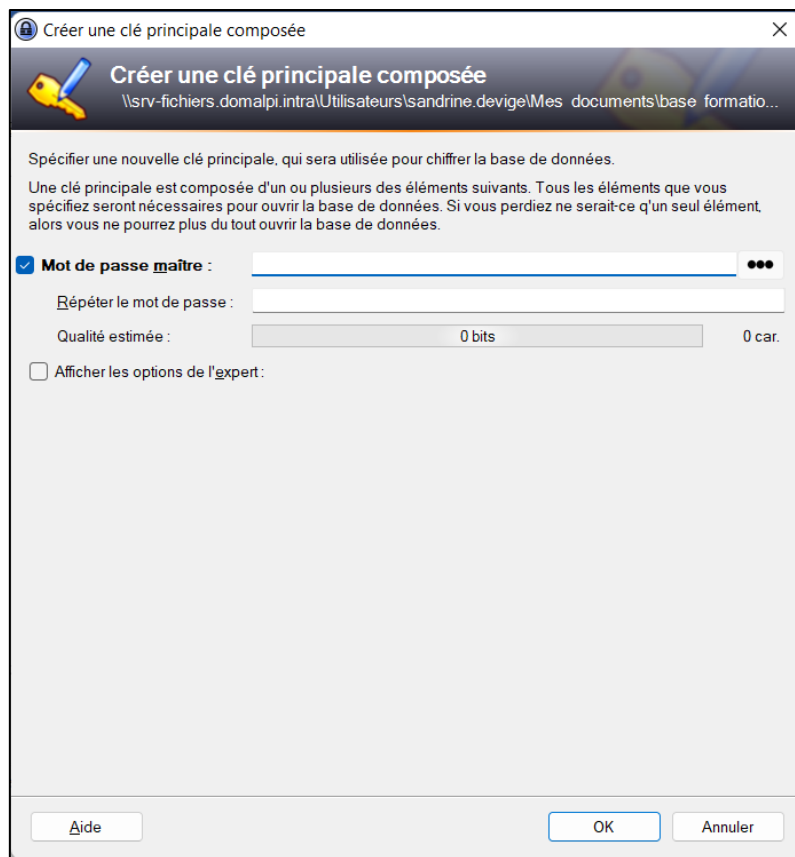 Créer une clé principale composée
Créer une clé principale composée
\\srv-fichiers.domalpi.intra\Utilisateurs\sandrine.devige\Mes documents\base formatio...
Spécifier une nouvelle clé principale, qui sera utilisée pour chiffrer la base de données.
Une clé principale est composée d'un ou plusieurs des éléments suivants. Tous les éléments que vous
spécifiez seront nécessaires pour ouvrir la base de données. Si vous perdiez ne serait-ce q'un seul élément,
alors vous ne pourrez plus du tout ouvrir la base de données.
Mot de passe maître :
Répéter le mot de passe :
Qualité estimée : 0 bits 0 car.
Afficher les options de l'expert :
Aide OK Annuler